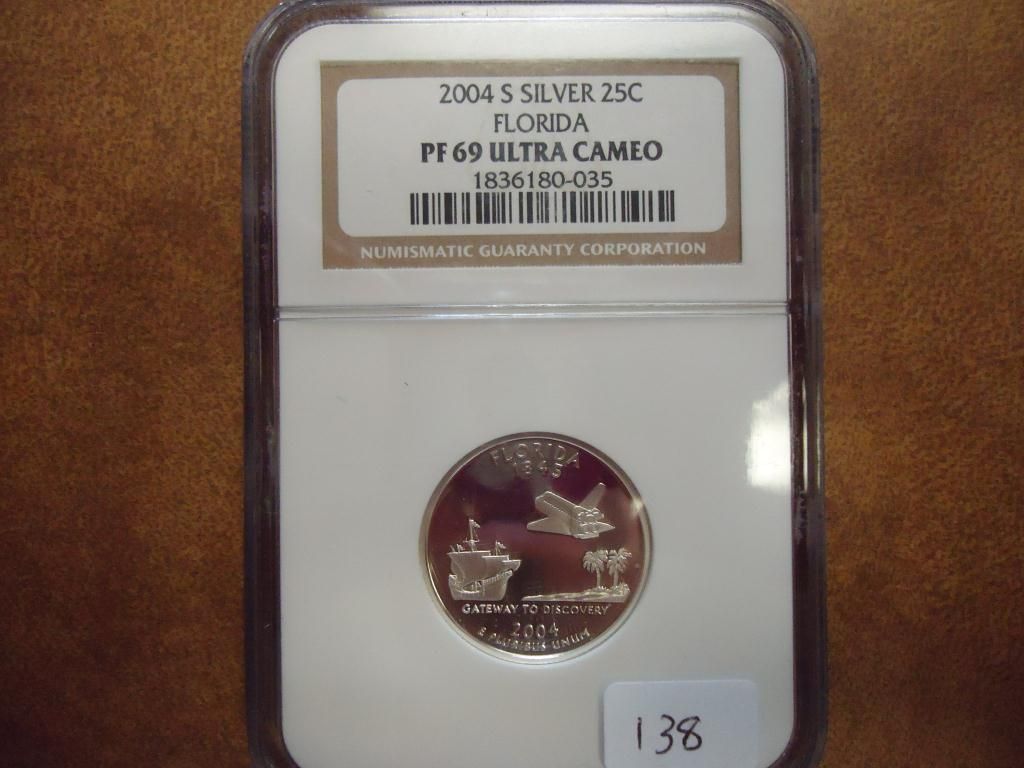 2004 S SILVER 25C
FLORIDA
PF 69 ULTRA CAMEO
1836180-035
NUMISMATIC GUARANTY CORPORATION
FLORIDA
1845
GATEWAY TO DISCOVERY
2004
E PLURIBUS UNUM
138